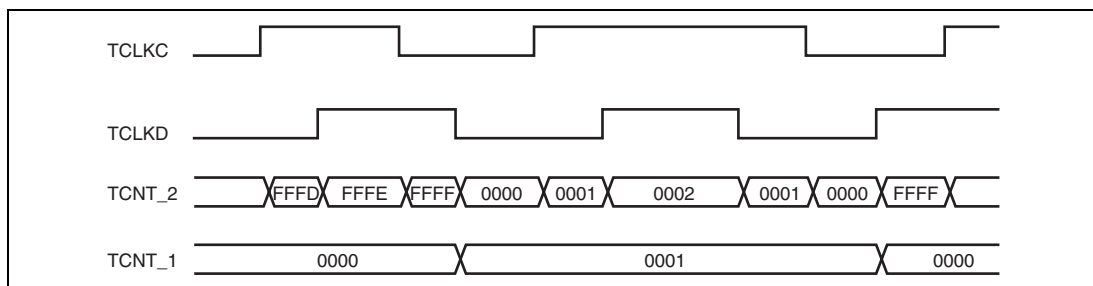 TCLKC
TCLKD
TCNT_2 FFFD FFFE FFFF 0000 0001 0002 0001 0000 FFFF
TCNT_1 0000 0001 0000